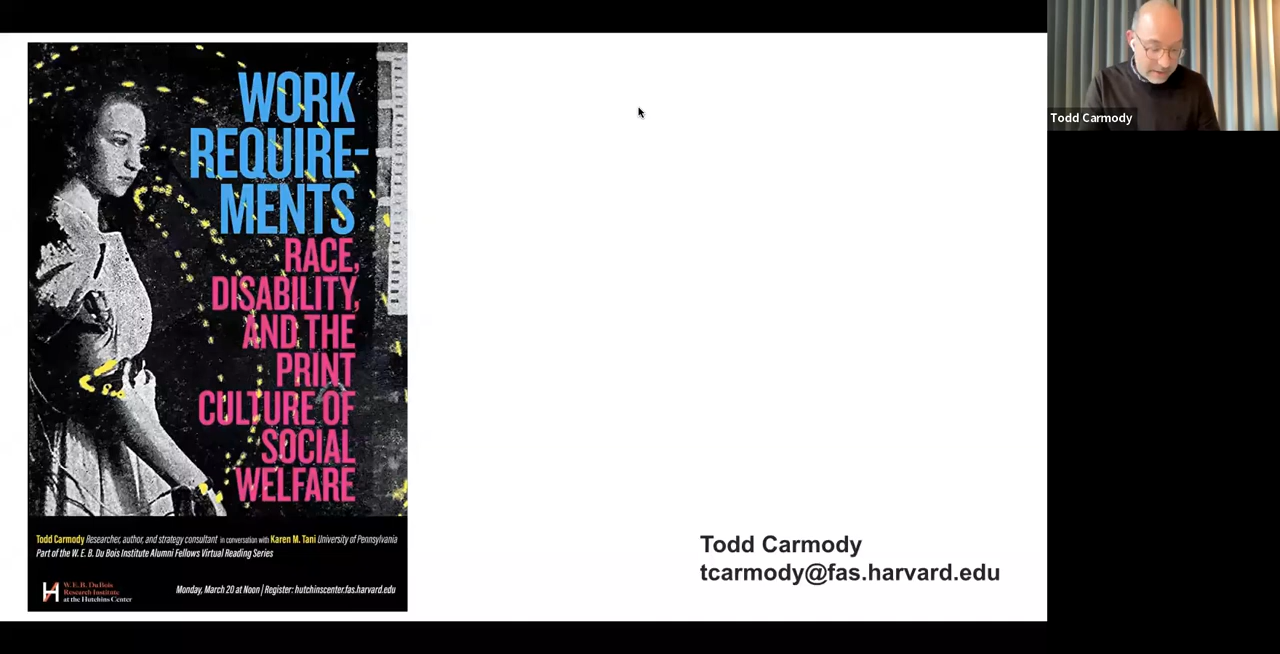 WORK
REQUIRE-
MENTS
RACE,
DISABILITY,
AND THE
PRINT
CULTURE OF
SOCIAL
WELFARE
Todd Carmody Researcher, author, and strategy consultant in conversation with Karen M. Tani University of Pennsylvania
Part of the W. E. B. Du Bois Institute Alumni Fellows Virtual Reading Series
W. E. B. Du Bois
Research Institute
at the Hutchins Center
Monday, March 20 at Noon | Register: hutchinscenter.fas.harvard.edu
Todd Carmody
tcarmody@fas.harvard.edu
Todd Carmody